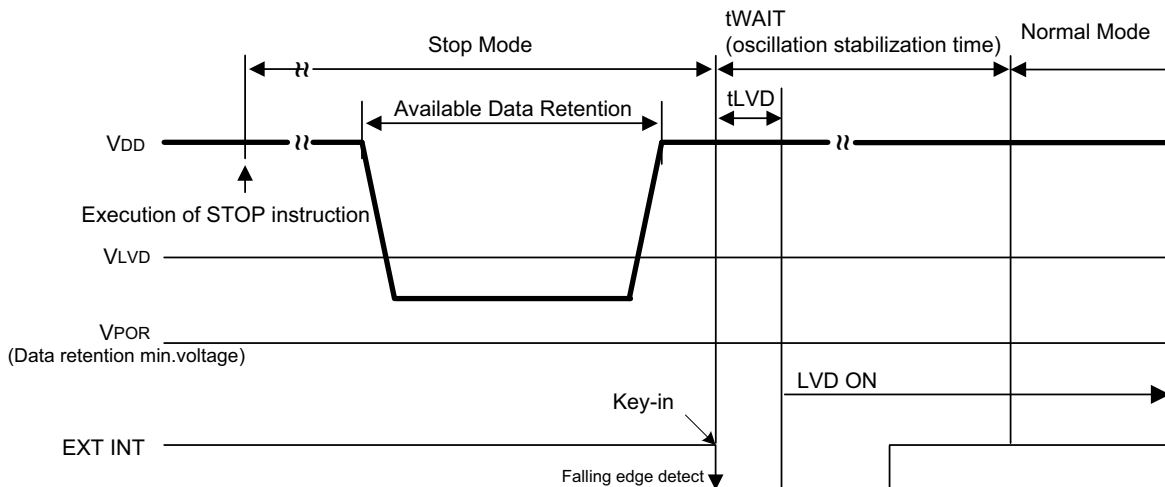 tWAIT
(oscillation stabilization time)
Stop Mode
Normal Mode
tLVD
Available Data Retention
VDD
Execution of STOP instruction
VLVD
VPOR
(Data retention min.voltage)
LVD ON
Key-in
EXT INT
Falling edge detect